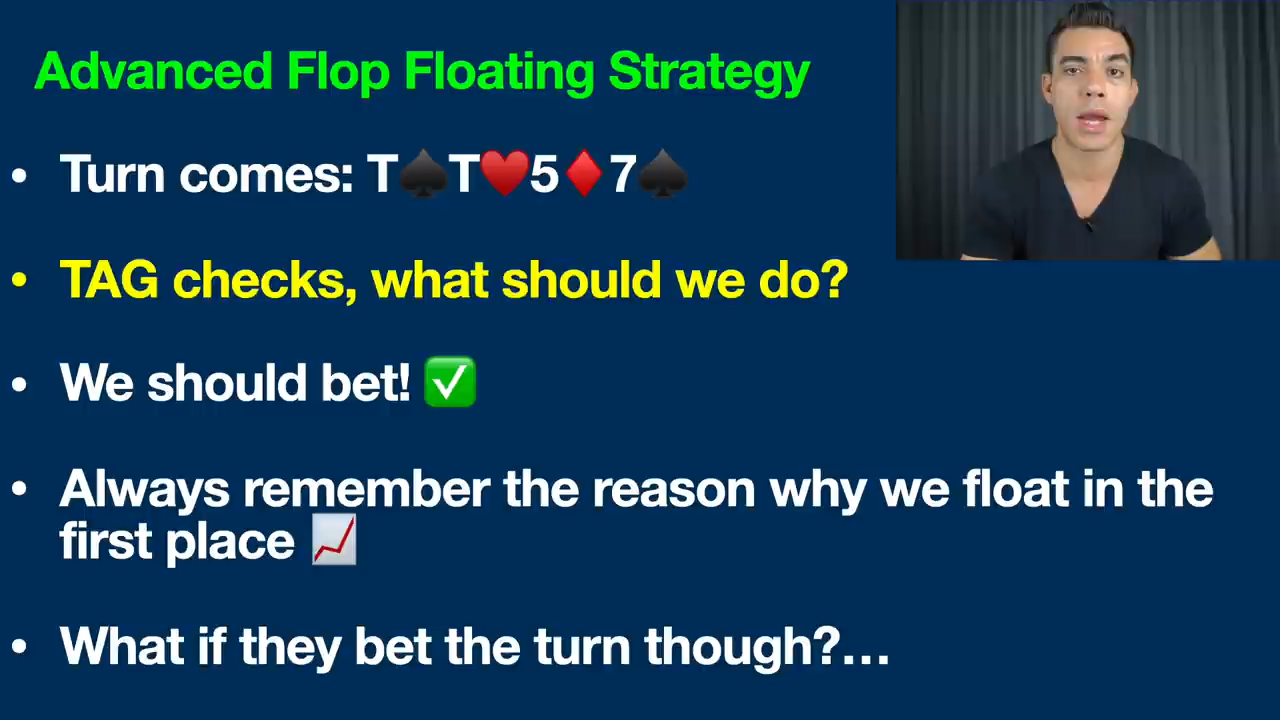 Advanced Flop Floating Strategy
• Turn comes: T♠T♥5♦7♠
• TAG checks, what should we do?
• We should bet! ✅
• Always remember the reason why we float in the
first place 📈
• What if they bet the turn though?...